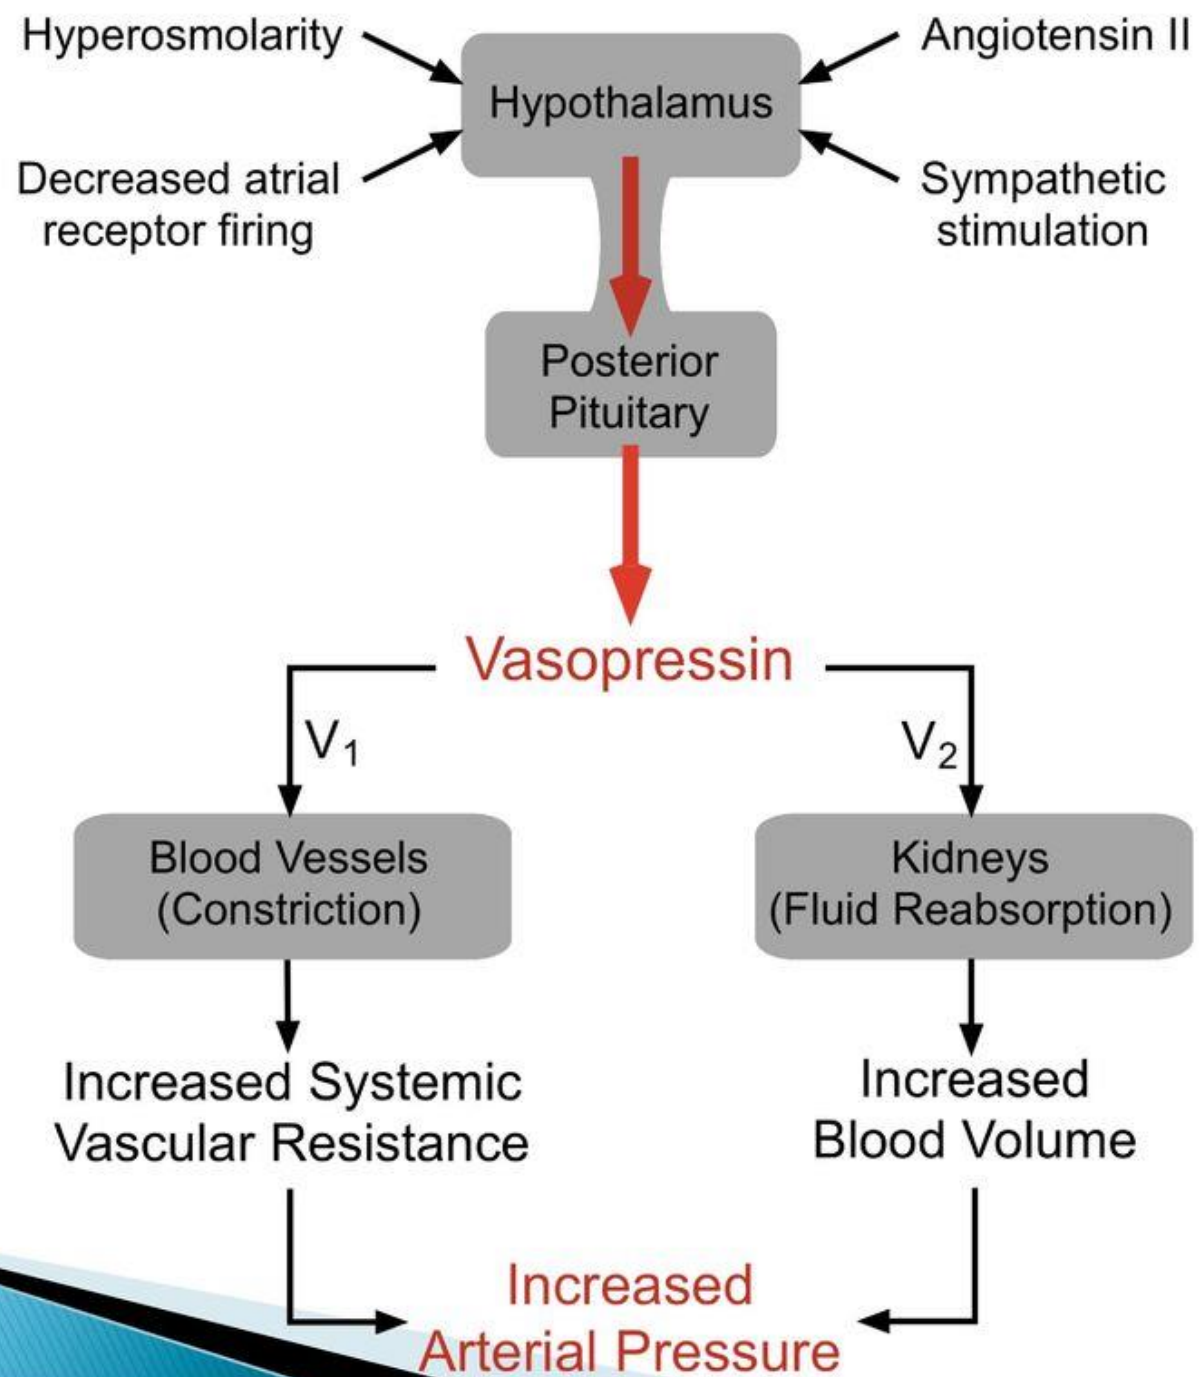 Hyperosmolarity
Angiotensin II
Hypothalamus
Decreased atrial
receptor firing
Sympathetic
stimulation
Posterior
Pituitary
Vasopressin
V₁
V₂
Blood Vessels
(Constriction)
Kidneys
(Fluid Reabsorption)
Increased Systemic
Vascular Resistance
Increased
Blood Volume
Increased
Arterial Pressure